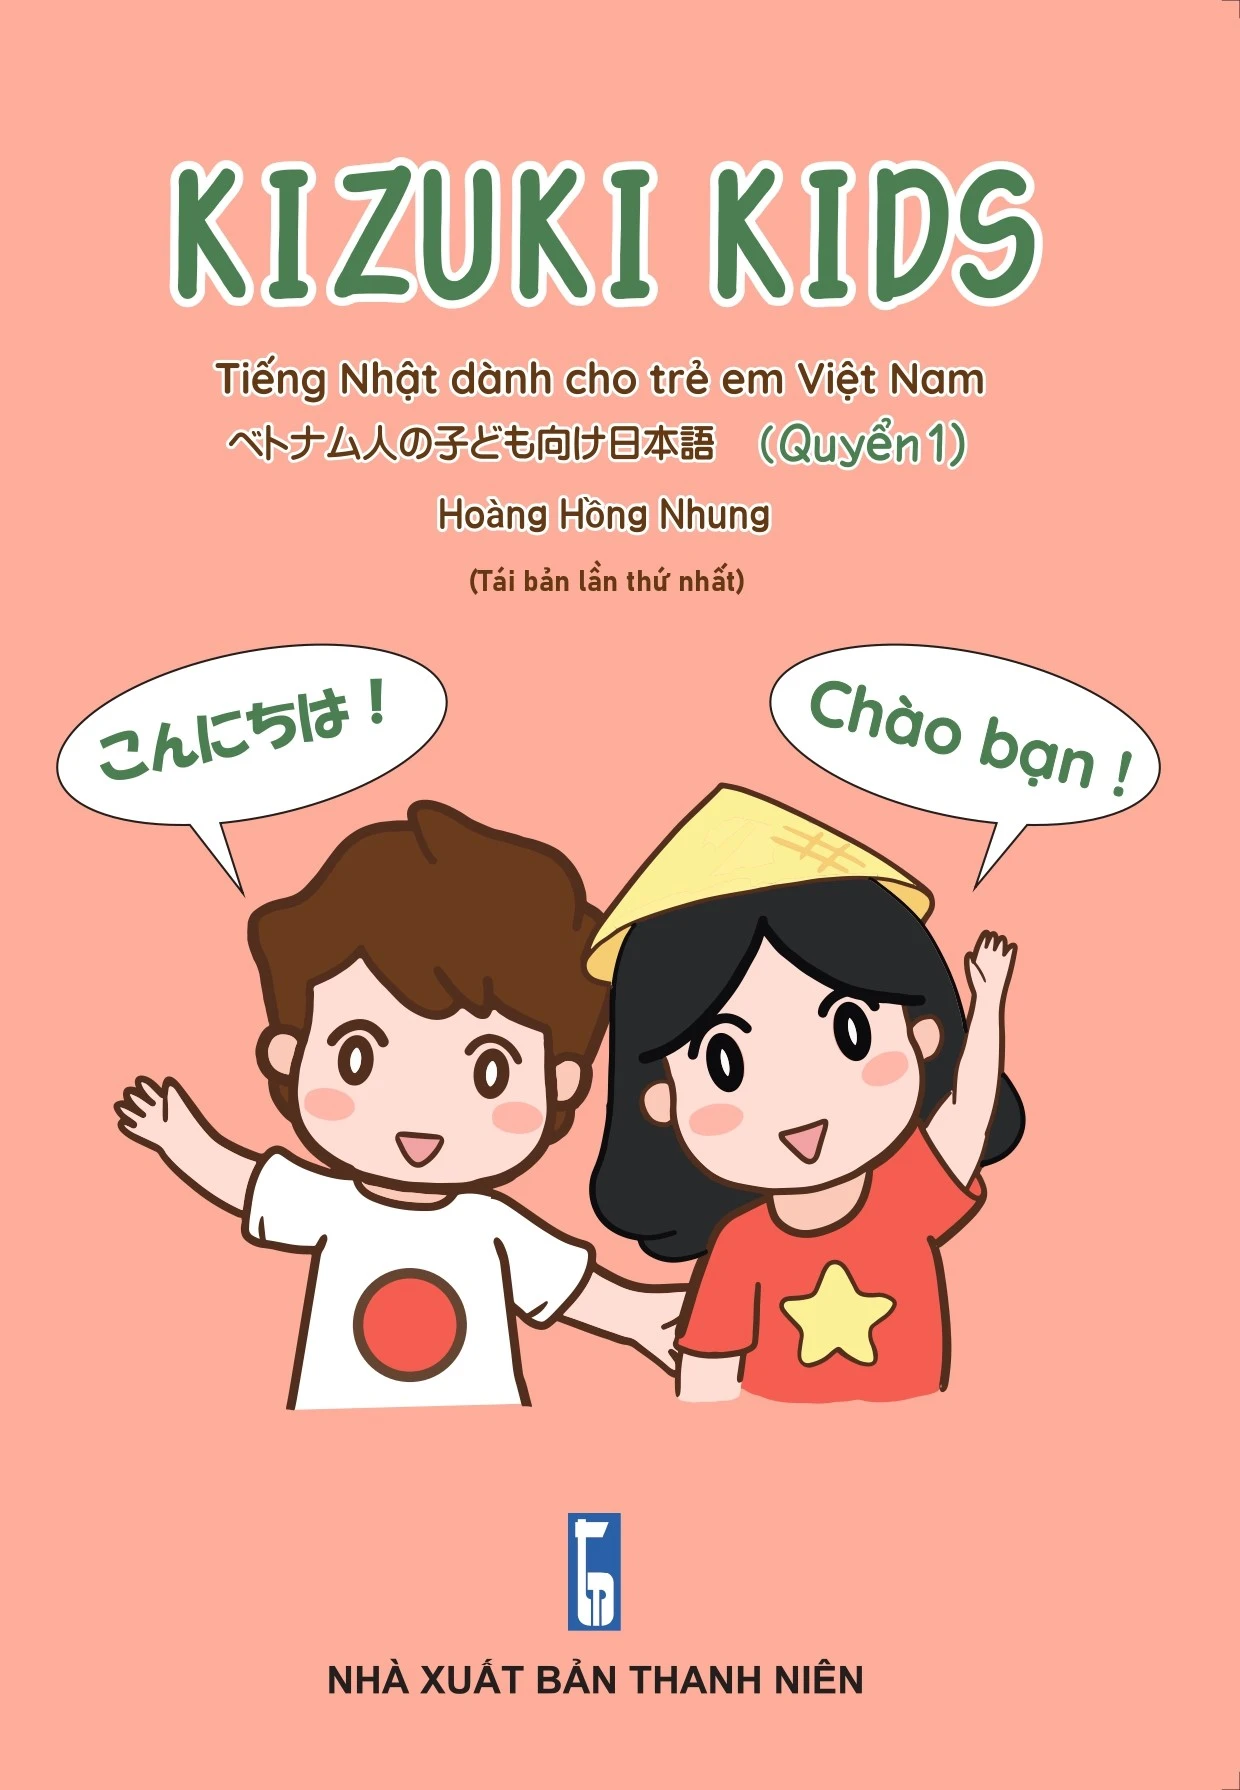 KIZUKI KIDS
Tiếng Nhật dành cho trẻ em Việt Nam
ベトナム人の子ども向け日本語 (Quyển 1)
Hoàng Hồng Nhung
(Tái bản lần thứ nhất)
こんにちは！
Chào bạn !
NHÀ XUẤT BẢN THANH NIÊN